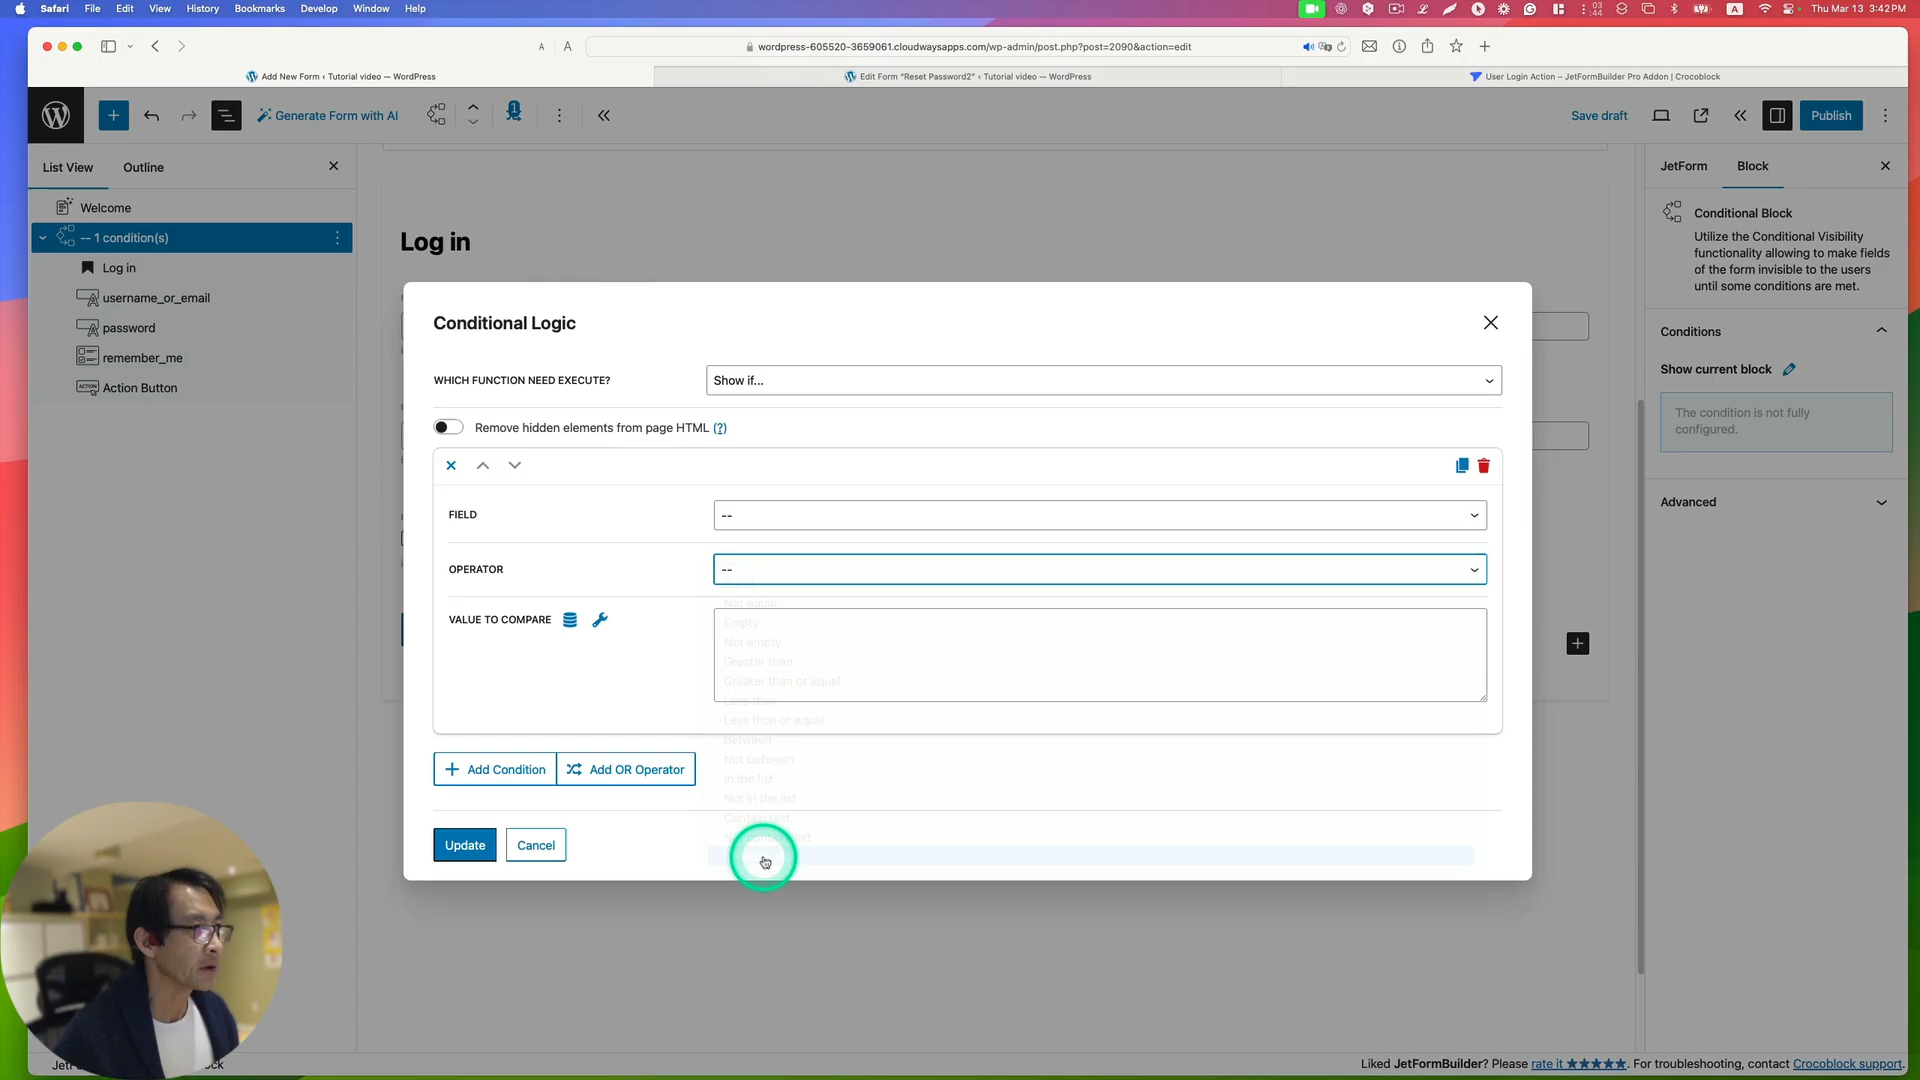 Safari File Edit View History Bookmarks Develop Window Help
03
:44
A
Thu Mar 13 3:42PM
A A
wordpress-605520-3659061.cloudwaysapps.com/wp-admin/post.php?post=2090&action=edit
Add New Form ‹ Tutorial video — WordPress
Edit Form "Reset Password2" ‹ Tutorial video — WordPress
User Login Action – JetFormBuilder Pro Addon | Crocoblock
Generate Form with AI
1
Save draft
Publish
List View
Outline
JetForm
Block
Welcome
-- 1 condition(s)
Log in
username_or_email
password
remember_me
ACTION Action Button
Log in
Conditional Logic
WHICH FUNCTION NEED EXECUTE?
Show if...
Remove hidden elements from page HTML (?)
FIELD
--
OPERATOR
--
VALUE TO COMPARE
Not equal
Empty
Not empty
Greater than
Greater than or equal
Less than
Less than or equal
Between
Not between
In the list
Not in the list
Contain text
Add Condition
Add OR Operator
Update
Cancel
Conditional Block
Utilize the Conditional Visibility
functionality allowing to make fields
of the form invisible to the users
until some conditions are met.
Conditions
Show current block
The condition is not fully
configured.
Advanced
Liked JetFormBuilder? Please rate it ★★★★★. For troubleshooting, contact Crocoblock support.